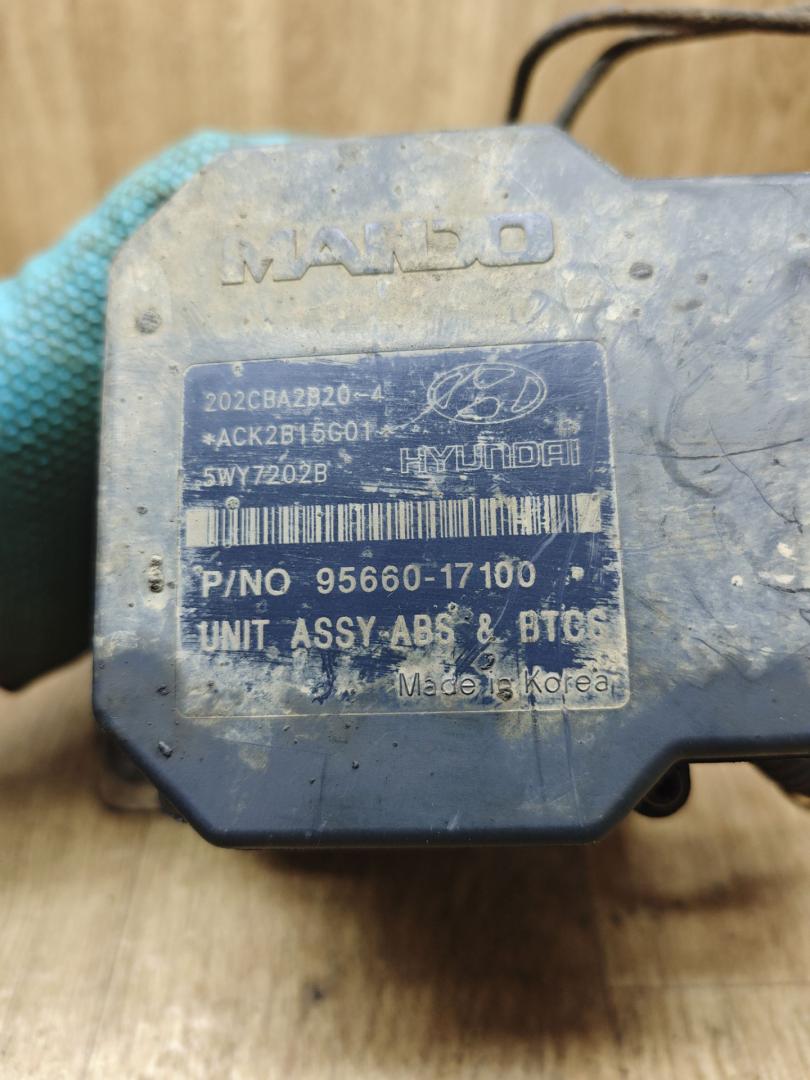 MANDO
202CBA2B20-4
*ACK2B15G01*
HYUNDAI
5WY7202B
P/NO 95660-17100
UNIT ASSY-ABS & BTCS
Made in Korea